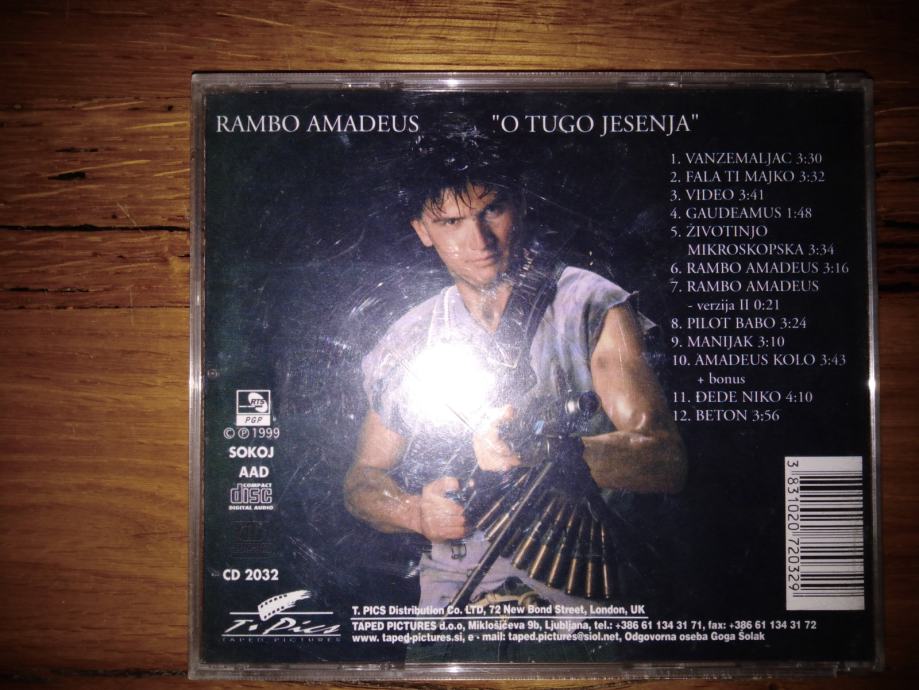 RAMBO AMADEUS "O TUGO JESENJA"
1. VANZEMALJAC 3:30
2. FALA TI MAJKO 3:32
3. VIDEO 3:41
4. GAUDEAMUS 1:48
5. ŽIVOTINJO
MIKROSKOPSKA 3:34
6. RAMBO AMADEUS 3:16
7. RAMBO AMADEUS
- verzija II 0:21
8. PILOT BABO 3:24
9. MANIJAK 3:10
10. AMADEUS KOLO 3:43
+ bonus
11. ĐEDE NIKO 4:10
12. BETON 3:56
RTS
PGP
© ℗ 1999
SOKOJ
AAD
COMPACT
disc
DIGITAL AUDIO
CD 2032
T. Pics
TAPED PICTURES
T. PICS Distribution Co. LTD, 72 New Bond Street, London, UK
TAPED PICTURES d.o.o, Miklošičeva 9b, Ljubljana, tel.: +386 61 134 31 71, fax: +386 61 134 31 72
www.taped-pictures.si, e - mail: taped.pictures@siol.net, Odgovorna oseba Goga Šolak
3 831020 720329